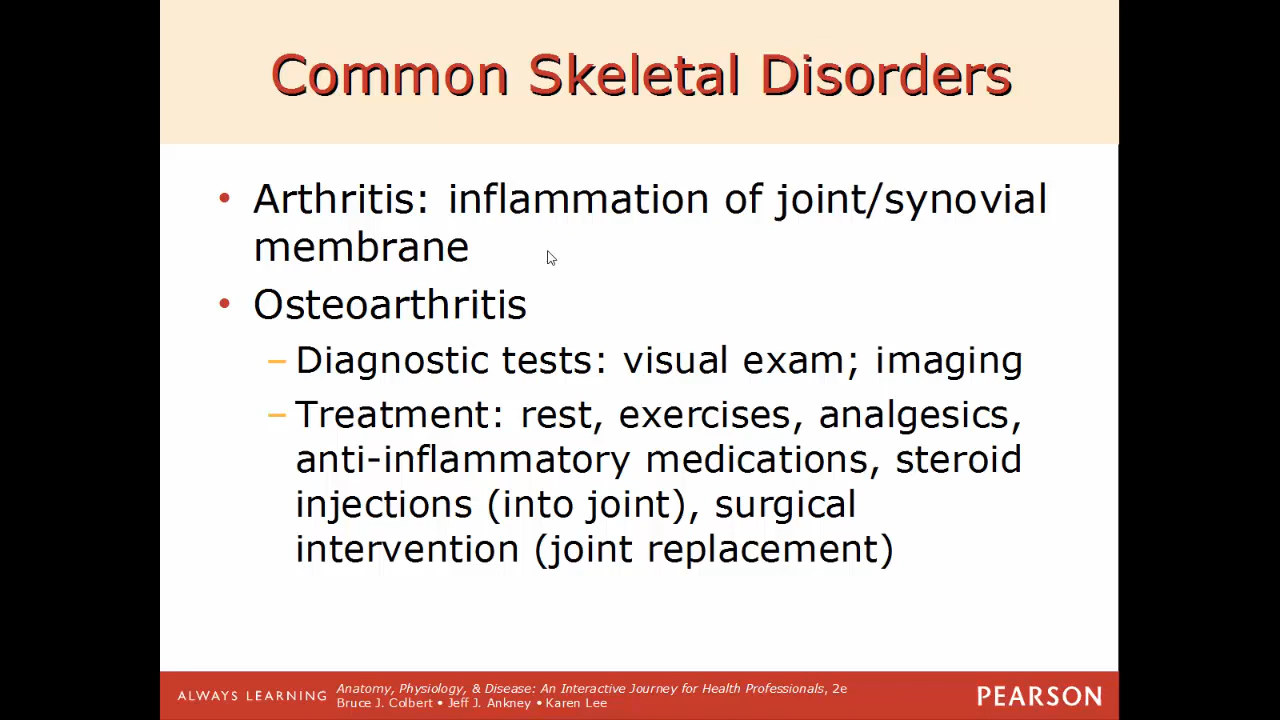 Common Skeletal Disorders
• Arthritis: inflammation of joint/synovial
membrane
• Osteoarthritis
– Diagnostic tests: visual exam; imaging
– Treatment: rest, exercises, analgesics,
anti-inflammatory medications, steroid
injections (into joint), surgical
intervention (joint replacement)
ALWAYS LEARNING
Anatomy, Physiology, & Disease: An Interactive Journey for Health Professionals, 2e
Bruce J. Colbert • Jeff J. Ankney • Karen Lee
PEARSON